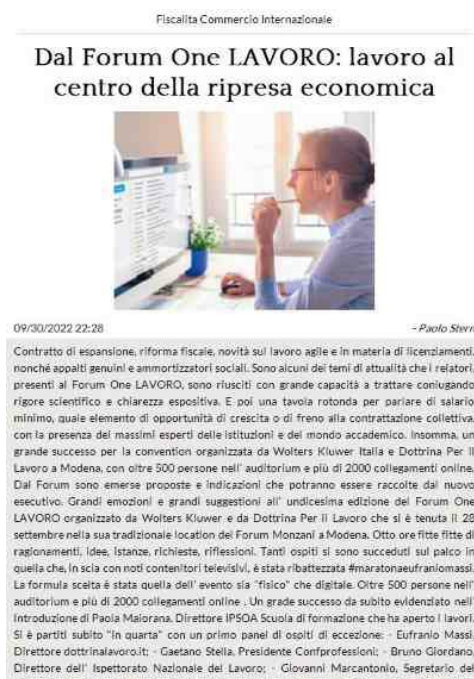 Fiscalita Commercio Internazionale
Dal Forum One LAVORO: lavoro al
centro della ripresa economica
09/30/2022 22:28
- Paolo Stern
Contratto di espansione, riforma fiscale, novità sul lavoro agile e in materia di licenziamenti,
nonché appalti genuini e ammortizzatori sociali. Sono alcuni dei temi di attualità che i relatori,
presenti al Forum One LAVORO, sono riusciti con grande capacità a trattare coniugando
rigore scientifico e chiarezza espositiva. E poi una tavola rotonda per parlare di salario
minimo, quale elemento di opportunità di crescita o di freno alla contrattazione collettiva,
con la presenza dei massimi esperti delle istituzioni e del mondo accademico. Insomma, un
grande successo per la convention organizzata da Wolters Kluwer Italia e Dottrina Per il
Lavoro a Modena, con oltre 500 persone nell' auditorium e più di 2000 collegamenti online.
Dal Forum sono emerse proposte e indicazioni che potranno essere raccolte dal nuovo
esecutivo. Grandi emozioni e grandi suggestioni all' undicesima edizione del Forum One
LAVORO organizzato da Wolters Kluwer e da Dottrina Per il Lavoro che si è tenuta il 28
settembre nella sua tradizionale location del Forum Monzani a Modena. Otto ore fitte fitte di
ragionamenti, idee, istanze, richieste, riflessioni. Tanti ospiti si sono succeduti sul palco in
quella che, in scia con noti contenitori televisivi, è stata ribattezzata #maratonaeufraniomassi.
La formula scelta è stata quella dell' evento sia "fisico" che digitale. Oltre 500 persone nell'
auditorium e più di 2000 collegamenti online . Un grade successo da subito evidenziato nell'
introduzione di Paola Maiorana, Direttore IPSOA Scuola di formazione che ha aperto i lavori.
Si è partiti subito "in quarta" con un primo panel di ospiti di eccezione: - Eufranio Massi,
Direttore dottrinalavoro.it; - Gaetano Stella, Presidente Confprofessioni; - Bruno Giordano,
Direttore dell' Ispettorato Nazionale del Lavoro; - Giovanni Marcantonio, Segretario del